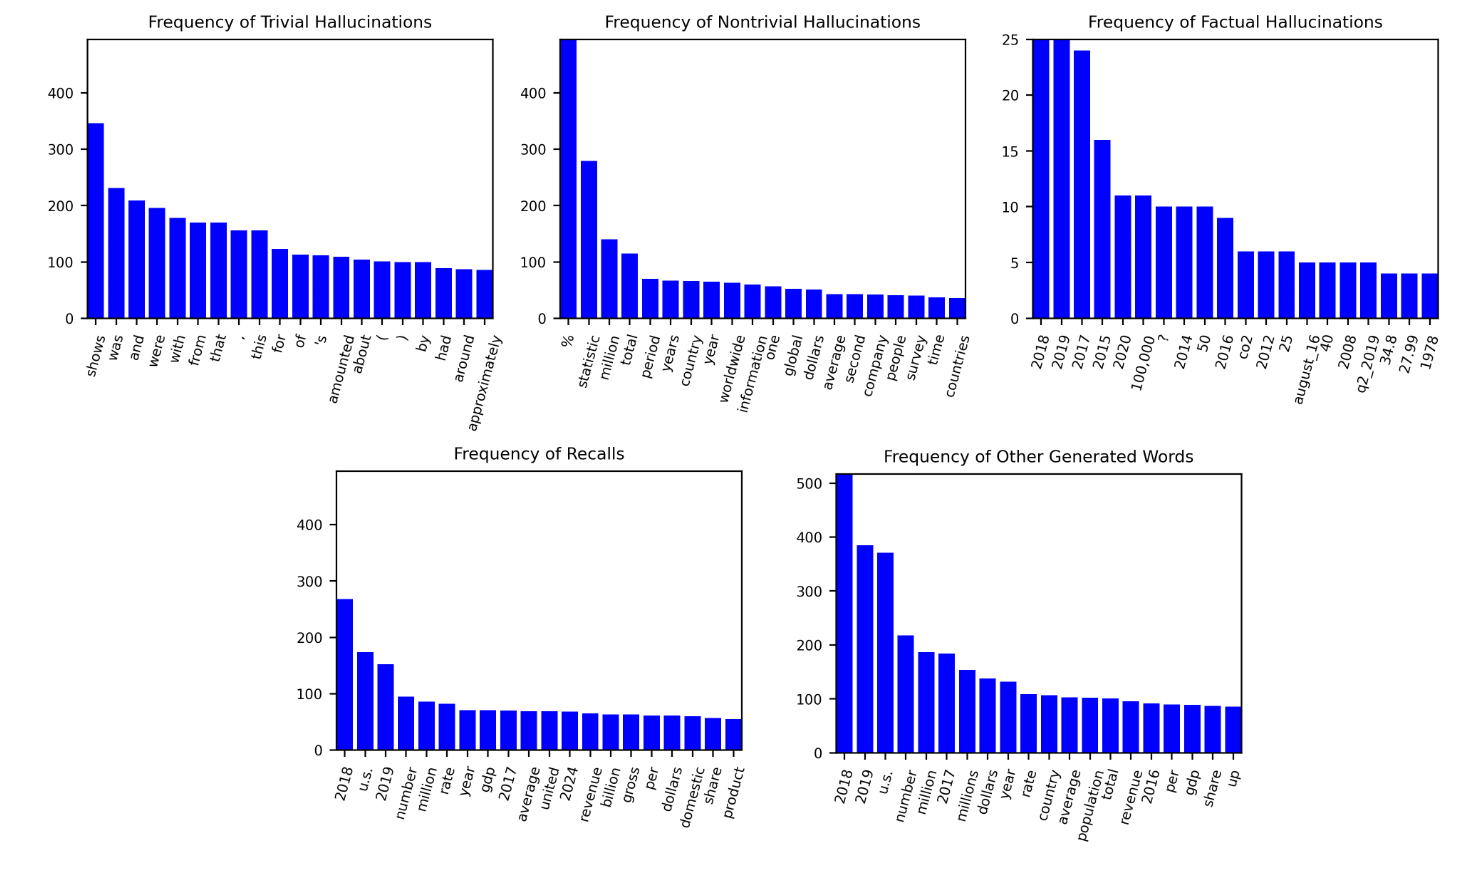 Frequency of Trivial Hallucinations
400
300
200
100
0
shows
was
and
were
with
from
that
,
this
for
of
's
amounted
about
(
)
by
had
around
approximately
Frequency of Nontrivial Hallucinations
400
300
200
100
0
%
statistic
million
total
period
years
country
year
worldwide
information
one
global
dollars
average
second
company
people
survey
time
countries
Frequency of Factual Hallucinations
25
20
15
10
5
0
2018
2019
2017
2015
2020
100,000
?
2014
50
2016
co2
2012
25
august_16
40
2008
q2_2019
34.8
27.99
1978
Frequency of Recalls
400
300
200
100
0
2018
u.s.
2019
number
million
rate
year
gdp
2017
average
united
2024
revenue
billion
gross
per
dollars
domestic
share
product
Frequency of Other Generated Words
500
400
300
200
100
0
2018
2019
u.s.
number
million
2017
millions
dollars
year
rate
country
average
population
total
revenue
2016
per
gdp
share
up